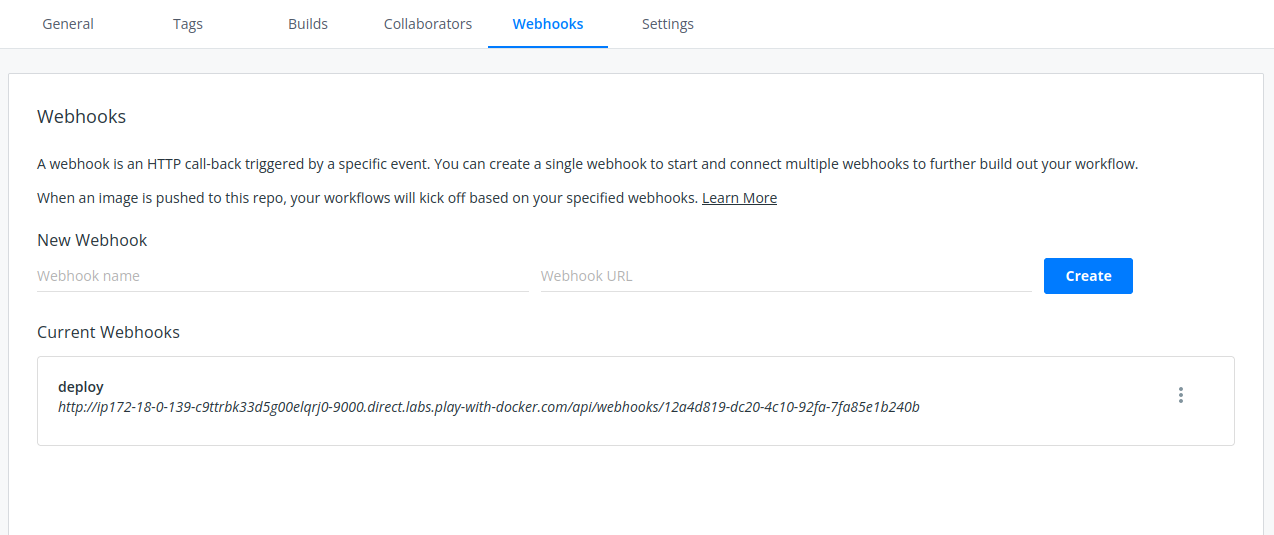 General Tags Builds Collaborators Webhooks Settings
Webhooks
A webhook is an HTTP call-back triggered by a specific event. You can create a single webhook to start and connect multiple webhooks to further build out your workflow.
When an image is pushed to this repo, your workflows will kick off based on your specified webhooks. Learn More
New Webhook
Webhook name Webhook URL Create
Current Webhooks
deploy
http://ip172-18-0-139-c9ttrbk33d5g00elqrj0-9000.direct.labs.play-with-docker.com/api/webhooks/12a4d819-dc20-4c10-92fa-7fa85e1b240b